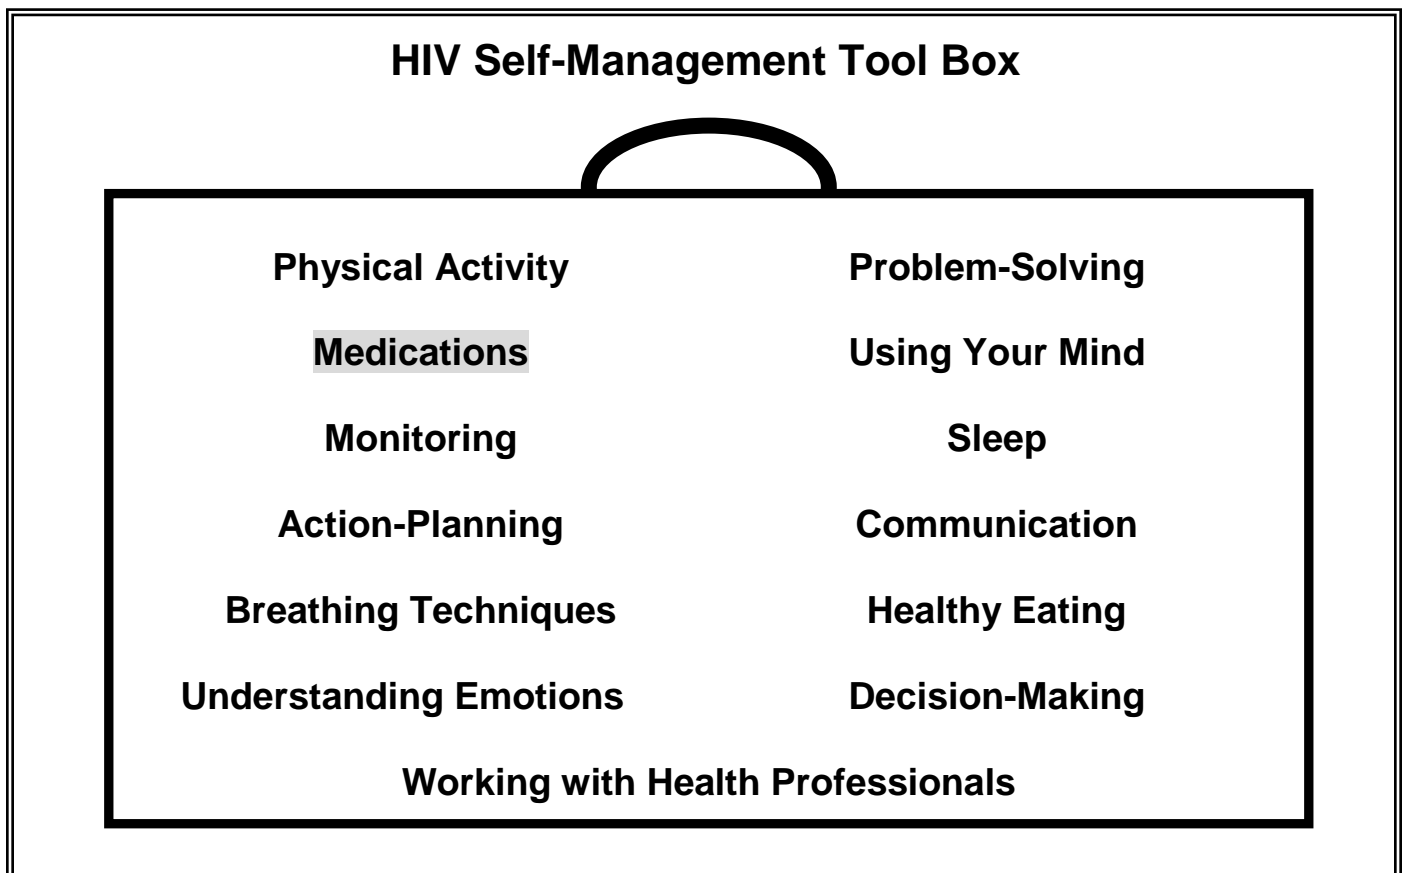 HIV Self-Management Tool Box
Physical Activity Problem-Solving
Medications Using Your Mind
Monitoring Sleep
Action-Planning Communication
Breathing Techniques Healthy Eating
Understanding Emotions Decision-Making
Working with Health Professionals